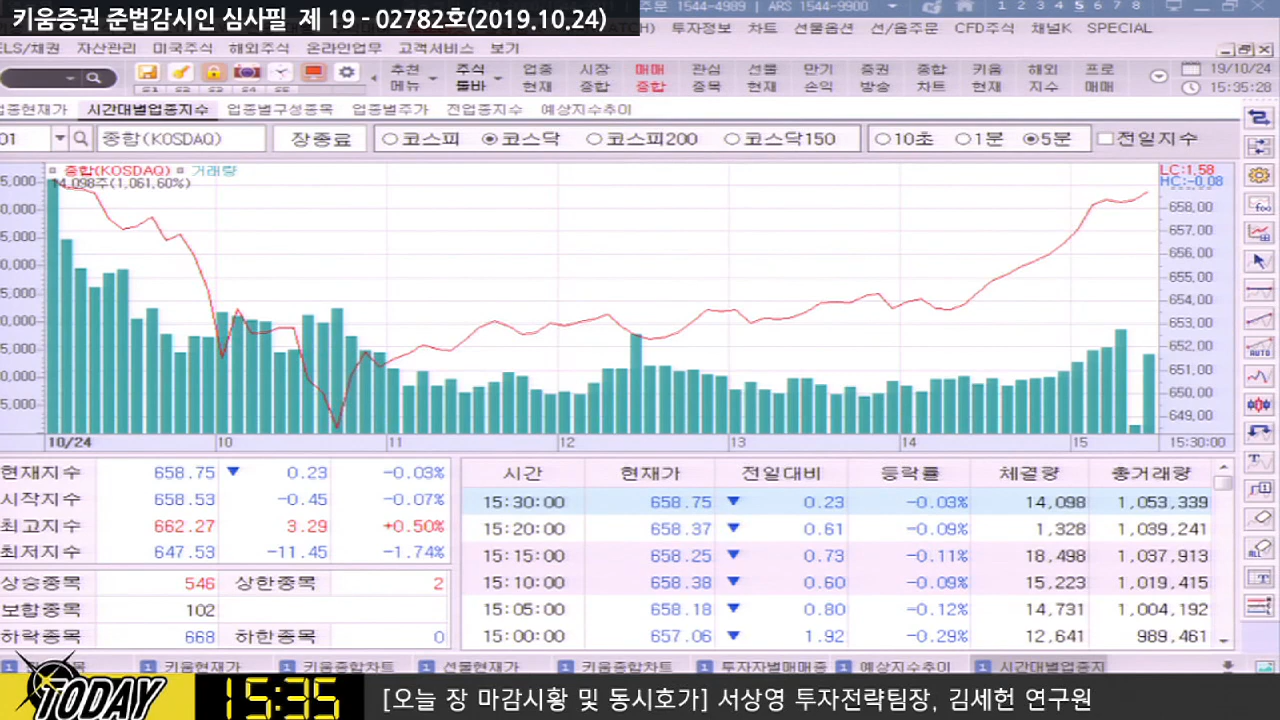 키움증권 준법감시인 심사필 제 19 - 02782호(2019.10.24)
주문 1544-4989 ARS 1544-9900 1 2 3 4 5 6 7 8
투자정보 차트 선물옵션 선/옵주문 CFD주식 채널K SPECIAL
ELS/채권 자산관리 미국주식 해외주식 온라인업무 고객서비스 보기
추천메뉴 주식툴바 업종현재 시장종합 매매종합 관심종목 선물현재 만기손익 증권방송 종합차트 키움현재 해외지수 프로매매
19/10/24
15:35:28
업종현재가 시간대별업종지수 업종별구성종목 업종별주가 전업종지수 예상지수추이
01 종합(KOSDAQ) 장종료 코스피 코스닥 코스피200 코스닥150 10초 1분 5분 전일지수
종합(KOSDAQ) 거래량
14,098주(1,061,60%)
LC:1,58
HC:-0,08
658,00
657,00
656,00
655,00
654,00
653,00
652,00
651,00
650,00
649,00
10/24 10 11 12 13 14 15 15:30:00
현재지수 658.75 ▼ 0.23 -0.03%
시작지수 658.53 -0.45 -0.07%
최고지수 662.27 3.29 +0.50%
최저지수 647.53 -11.45 -1.74%
상승종목 546 상한종목 2
보합종목 102
하락종목 668 하한종목 0
시간 현재가 전일대비 등락률 체결량 총거래량
15:30:00 658.75 ▼ 0.23 -0.03% 14,098 1,053,339
15:20:00 658.37 ▼ 0.61 -0.09% 1,328 1,039,241
15:15:00 658.25 ▼ 0.73 -0.11% 18,498 1,037,913
15:10:00 658.38 ▼ 0.60 -0.09% 15,223 1,019,415
15:05:00 658.18 ▼ 0.80 -0.12% 14,731 1,004,192
15:00:00 657.06 ▼ 1.92 -0.29% 12,641 989,461
1 키움현재가 1 키움종합차트 1 선물현재가 1 키움종합차트 1 투자자별매매종 1 예상지수추이 1 시간대별업종지
TODAY 15:35 [오늘 장 마감시황 및 동시호가] 서상영 투자전략팀장, 김세헌 연구원